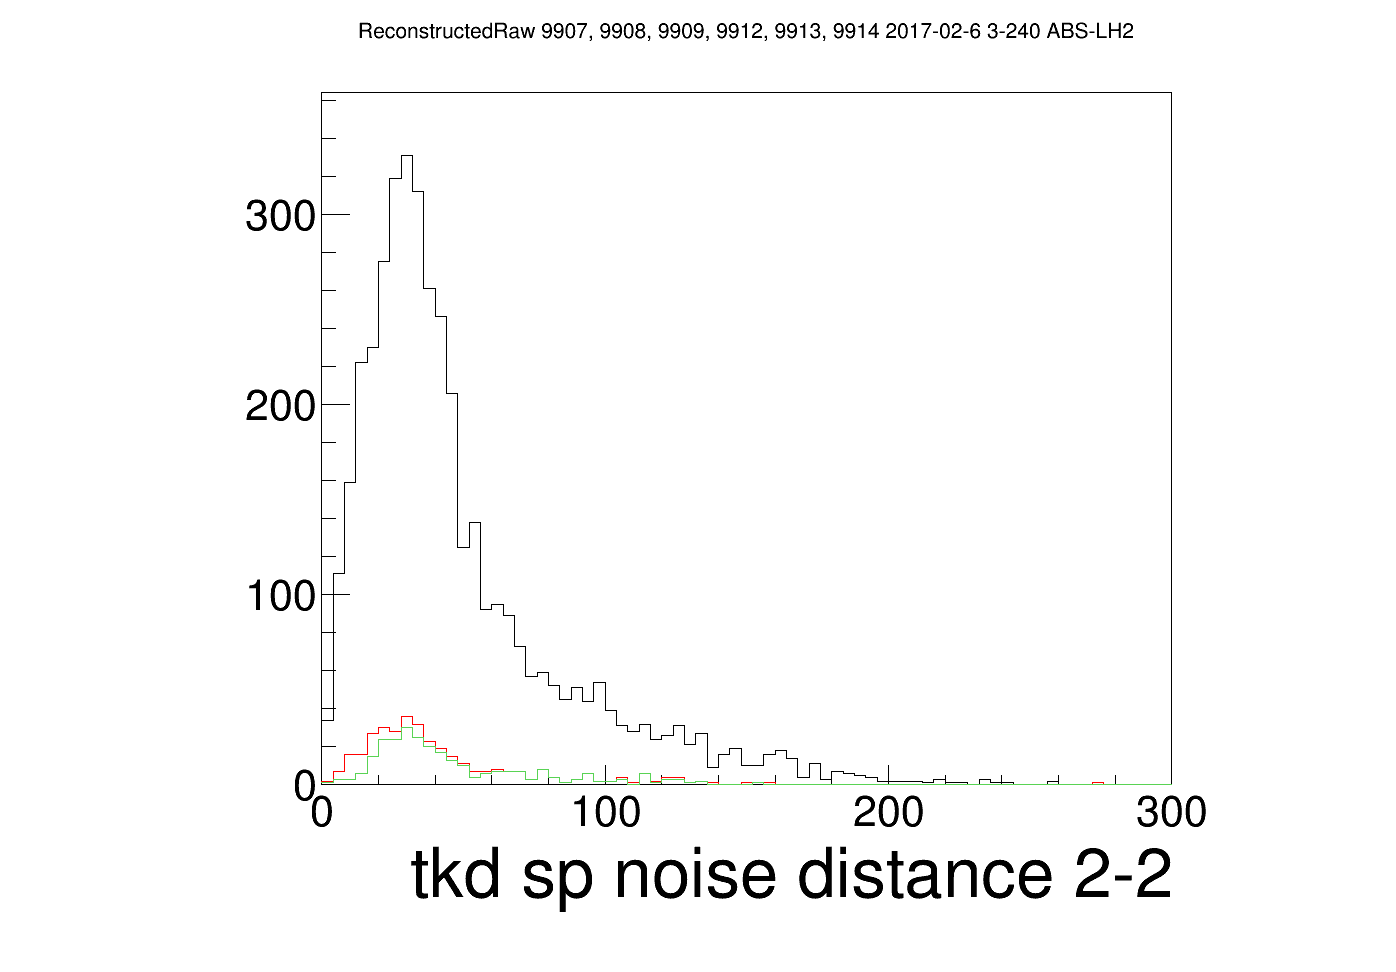 ReconstructedRaw 9907, 9908, 9909, 9912, 9913, 9914 2017-02-6 3-240 ABS-LH2
300
200
100
0
0 100 200 300
tkd sp noise distance 2-2